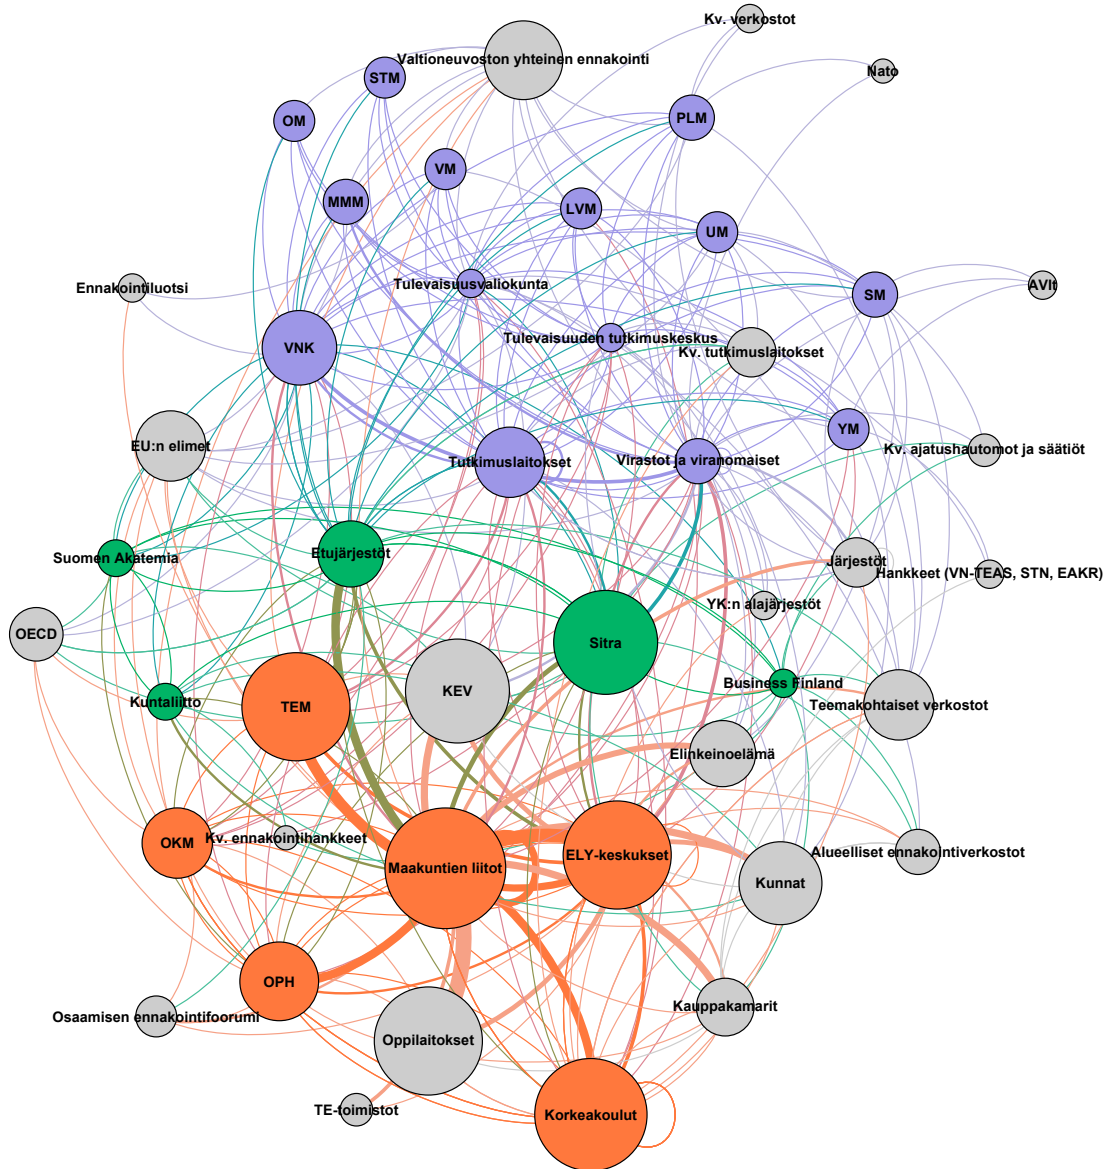 Kv. verkostot
Valtioneuvoston yhteinen ennakointi
Nato
STM
OM
PLM
VM
MMM
LVM
UM
Ennakointiluotsi
Tulevaisuusvaliokunta
SM
AVIt
VNK
Tulevaisuuden tutkimuskeskus
Kv. tutkimuslaitokset
YM
EU:n elimet
Kv. ajatushautomot ja säätiöt
Tutkimuslaitokset
Virastot ja viranomaiset
Suomen Akatemia
Etujärjestöt
Järjestöt
Hankkeet (VN-TEAS, STN, EAKR)
YK:n alajärjestöt
OECD
Sitra
KEV
Business Finland
Kuntaliitto
TEM
Teemakohtaiset verkostot
Elinkeinoelämä
Kv. ennakointihankkeet
OKM
ELY-keskukset
Alueelliset ennakointiverkostot
Maakuntien liitot
Kunnat
OPH
Kauppakamarit
Osaamisen ennakointifoorumi
Oppilaitokset
TE-toimistot
Korkeakoulut